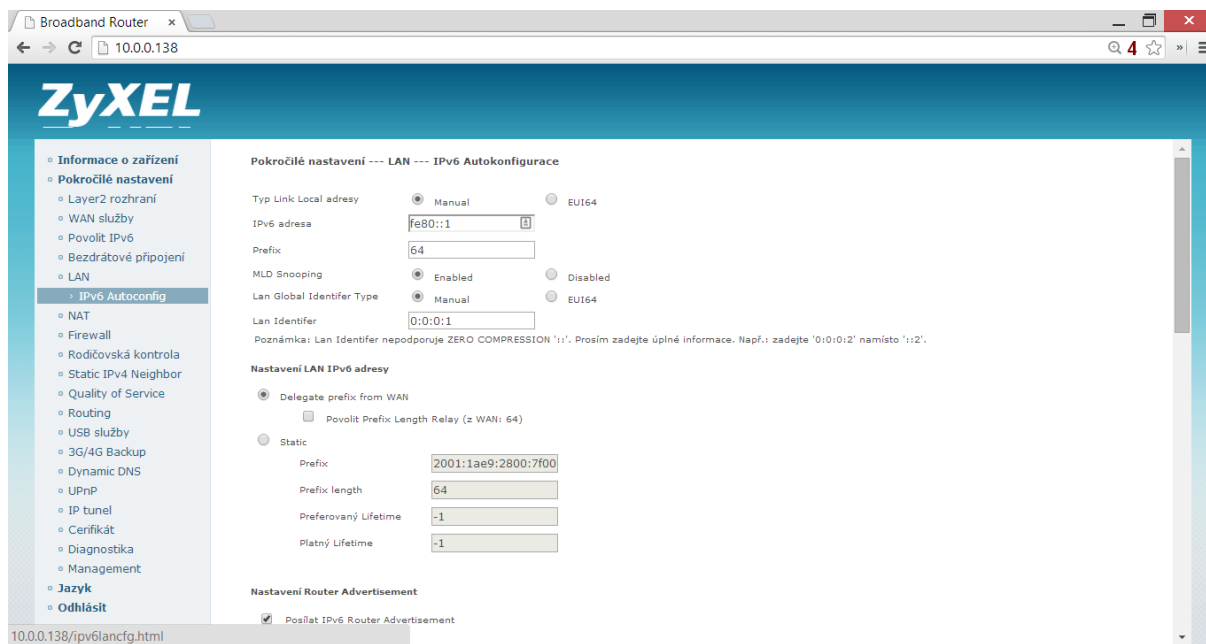 Broadband Router ×
10.0.0.138
4
»
ZyXEL
Informace o zařízení
Pokročilé nastavení
Layer2 rozhraní
WAN služby
Povolit IPv6
Bezdrátové připojení
LAN
› IPv6 Autoconfig
NAT
Firewall
Rodičovská kontrola
Static IPv4 Neighbor
Quality of Service
Routing
USB služby
3G/4G Backup
Dynamic DNS
UPnP
IP tunel
Cerifikát
Diagnostika
Management
Jazyk
Odhlásit
10.0.0.138/ipv6lancfg.html
Pokročilé nastavení --- LAN --- IPv6 Autokonfigurace
Typ Link Local adresy Manual EUI64
IPv6 adresa fe80::1
Prefix 64
MLD Snooping Enabled Disabled
Lan Global Identifer Type Manual EUI64
Lan Identifer 0:0:0:1
Poznámka: Lan Identifer nepodporuje ZERO COMPRESSION '::'. Prosím zadejte úplné informace. Např.: zadejte '0:0:0:2' namísto '::2'.
Nastavení LAN IPv6 adresy
Delegate prefix from WAN
Povolit Prefix Length Relay (z WAN: 64)
Static
Prefix 2001:1ae9:2800:7f00
Prefix length 64
Preferovaný Lifetime -1
Platný Lifetime -1
Nastavení Router Advertisement
Posílat IPv6 Router Advertisement